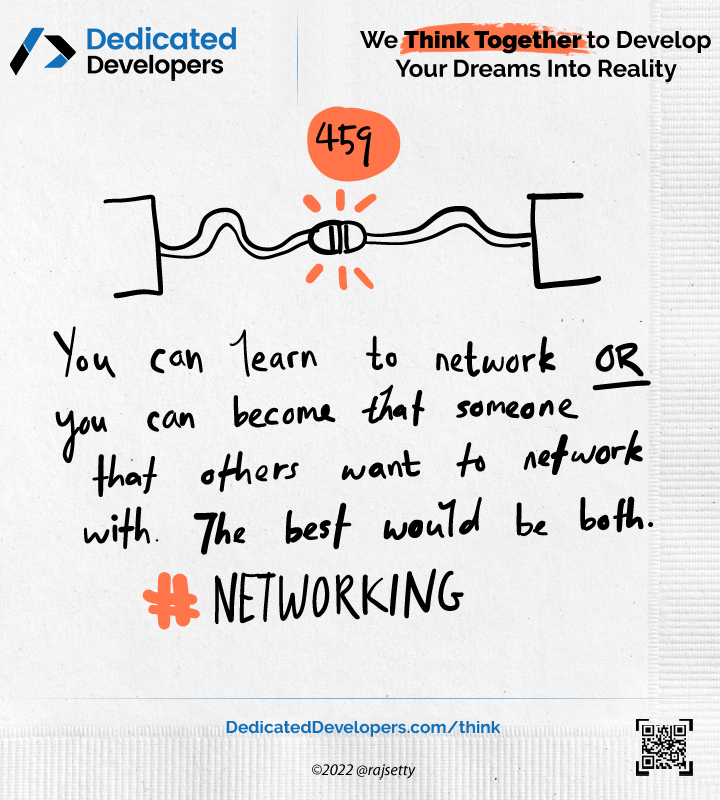 Dedicated
Developers
We Think Together to Develop
Your Dreams Into Reality
459
You can learn to network OR
you can become that someone
that others want to network
with. The best would be both.
# NETWORKING
DedicatedDevelopers.com/think
©2022 @rajsetty